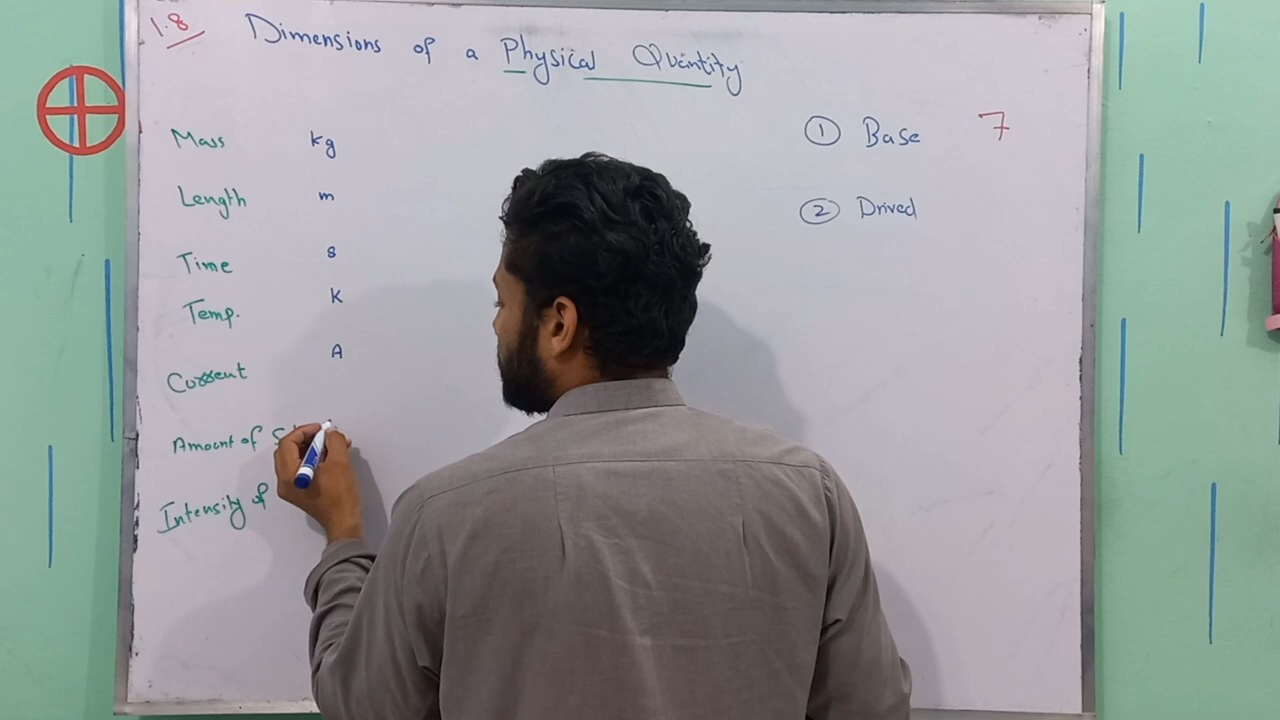 1.8 Dimensions of a Physical Quantity
Mass kg
Length m
Time s
Temp. K
Current A
Amount of
Intensity of
① Base 7
② Drived